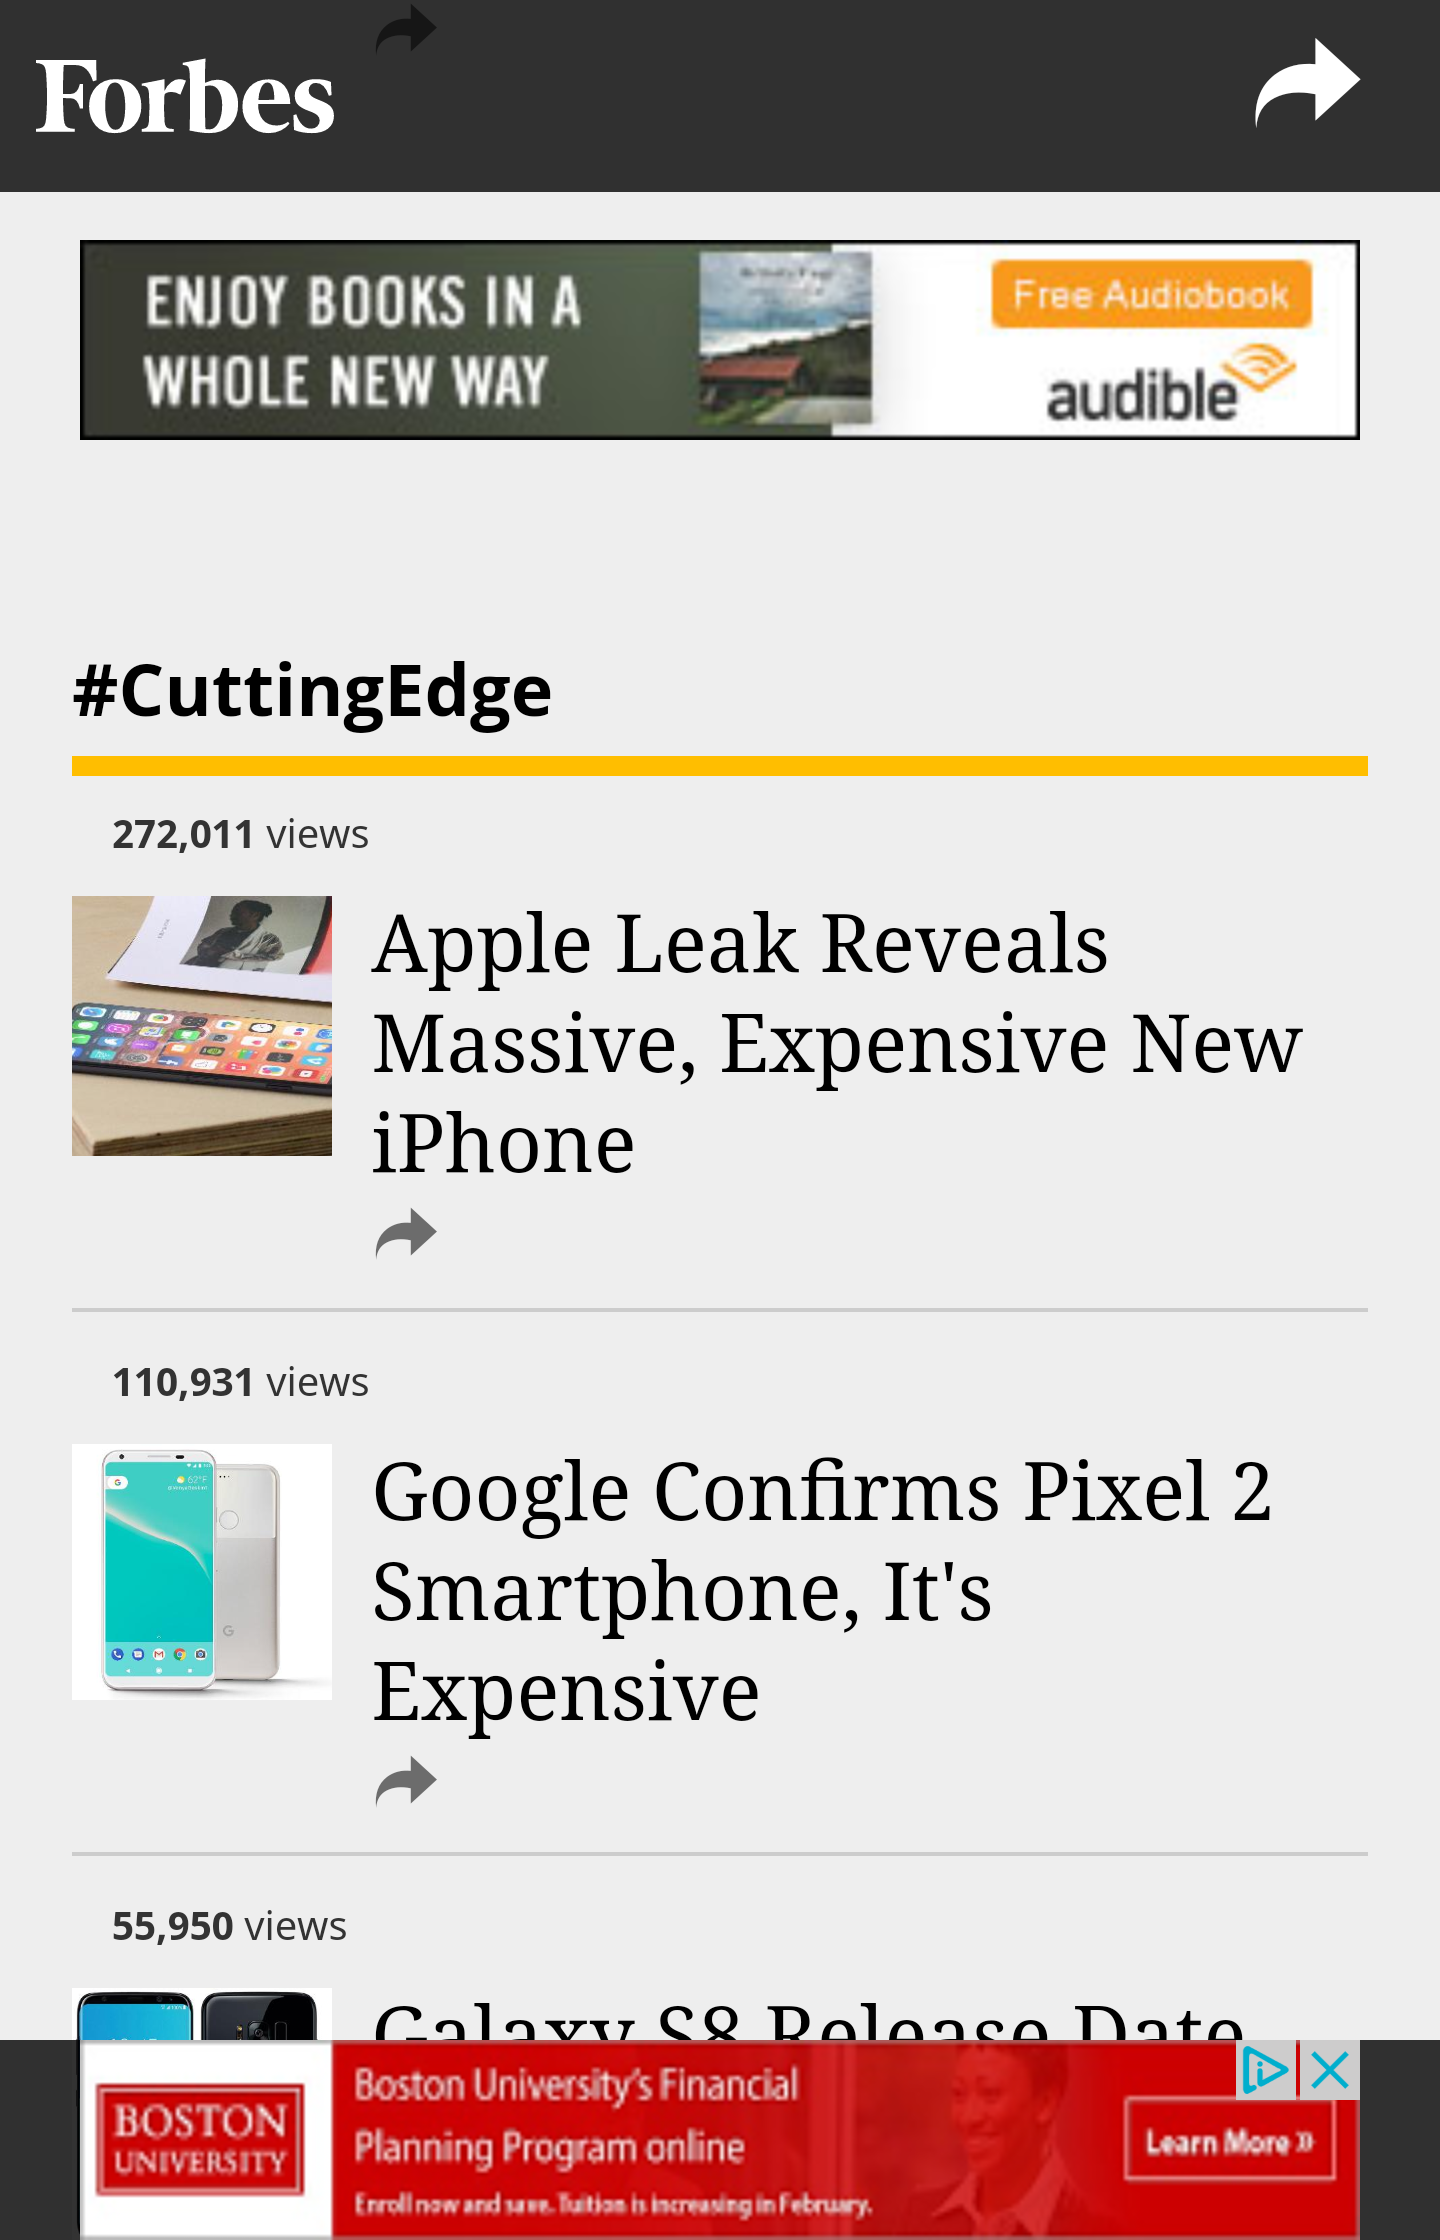 Forbes
ENJOY BOOKS IN A
WHOLE NEW WAY
Free Audiobook
audible
#CuttingEdge
272,011 views
Apple Leak Reveals
Massive, Expensive New
iPhone
110,931 views
Google Confirms Pixel 2
Smartphone, It's
Expensive
55,950 views
Galaxy S8 Release Date
BOSTON
UNIVERSITY
Boston University's Financial
Planning Program online
Enroll now and save. Tuition is increasing in February.
Learn More »